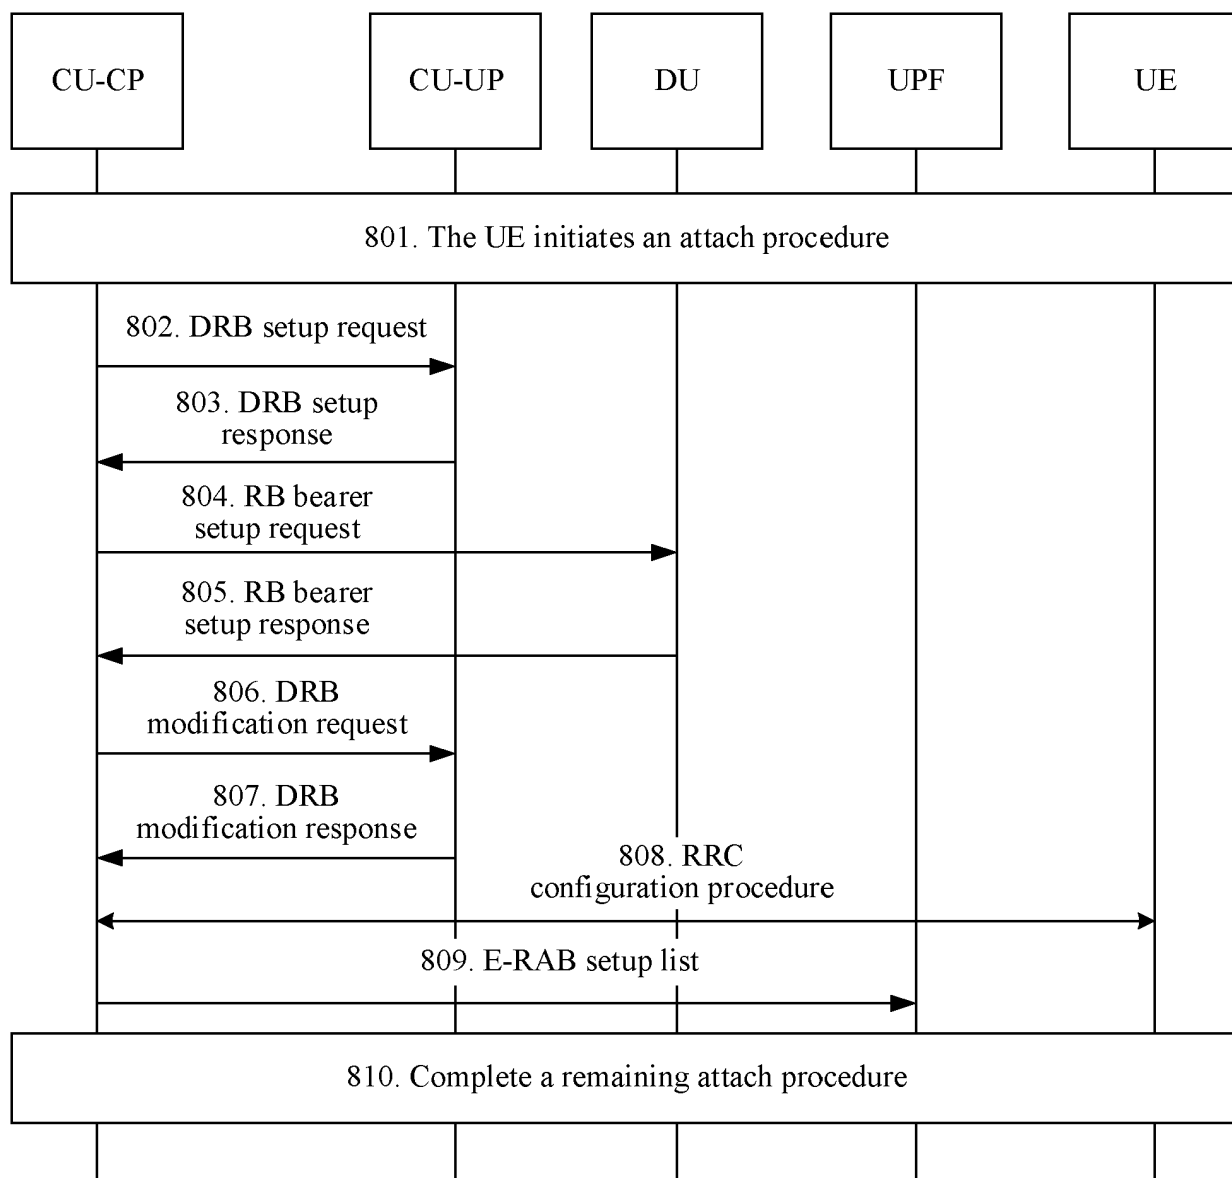 CU-CP
CU-UP
DU
UPF
UE
801. The UE initiates an attach procedure
802. DRB setup request
803. DRB setup
response
804. RB bearer
setup request
805. RB bearer
setup response
806. DRB
modification request
807. DRB
modification response
808. RRC
configuration procedure
809. E-RAB setup list
810. Complete a remaining attach procedure